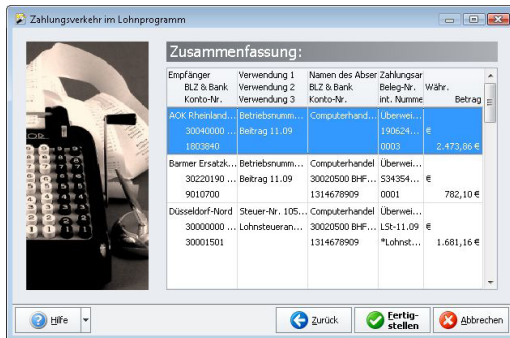 Zahlungsverkehr im Lohnprogramm
Zusammenfassung:
Empfänger Verwendung 1 Namen des Abser Zahlungsar
BLZ & Bank Verwendung 2 BLZ & Bank Beleg-Nr. Währ.
Konto-Nr. Verwendung 3 Konto-Nr. int. Numme Betrag
AOK Rheinland... Betriebsnumm... Computerhand... Überwei...
30040000 ... Beitrag 11.09 190624... €
1803840 0003 2.473,86 €
Barmer Ersatzk... Betriebsnumm... Computerhandel Überwei...
30220190 ... Beitrag 11.09 30020500 BHF... S34354... €
9010700 1314678909 0001 782,10 €
Düsseldorf-Nord Steuer-Nr. 105... Computerhandel Überwei...
30000000 ... Lohnsteueran... 30020500 BHF... LSt-11.09 €
30001501 1314678909 *Lohnst... 1.681,16 €
Hilfe Zurück Fertig-
stellen Abbrechen